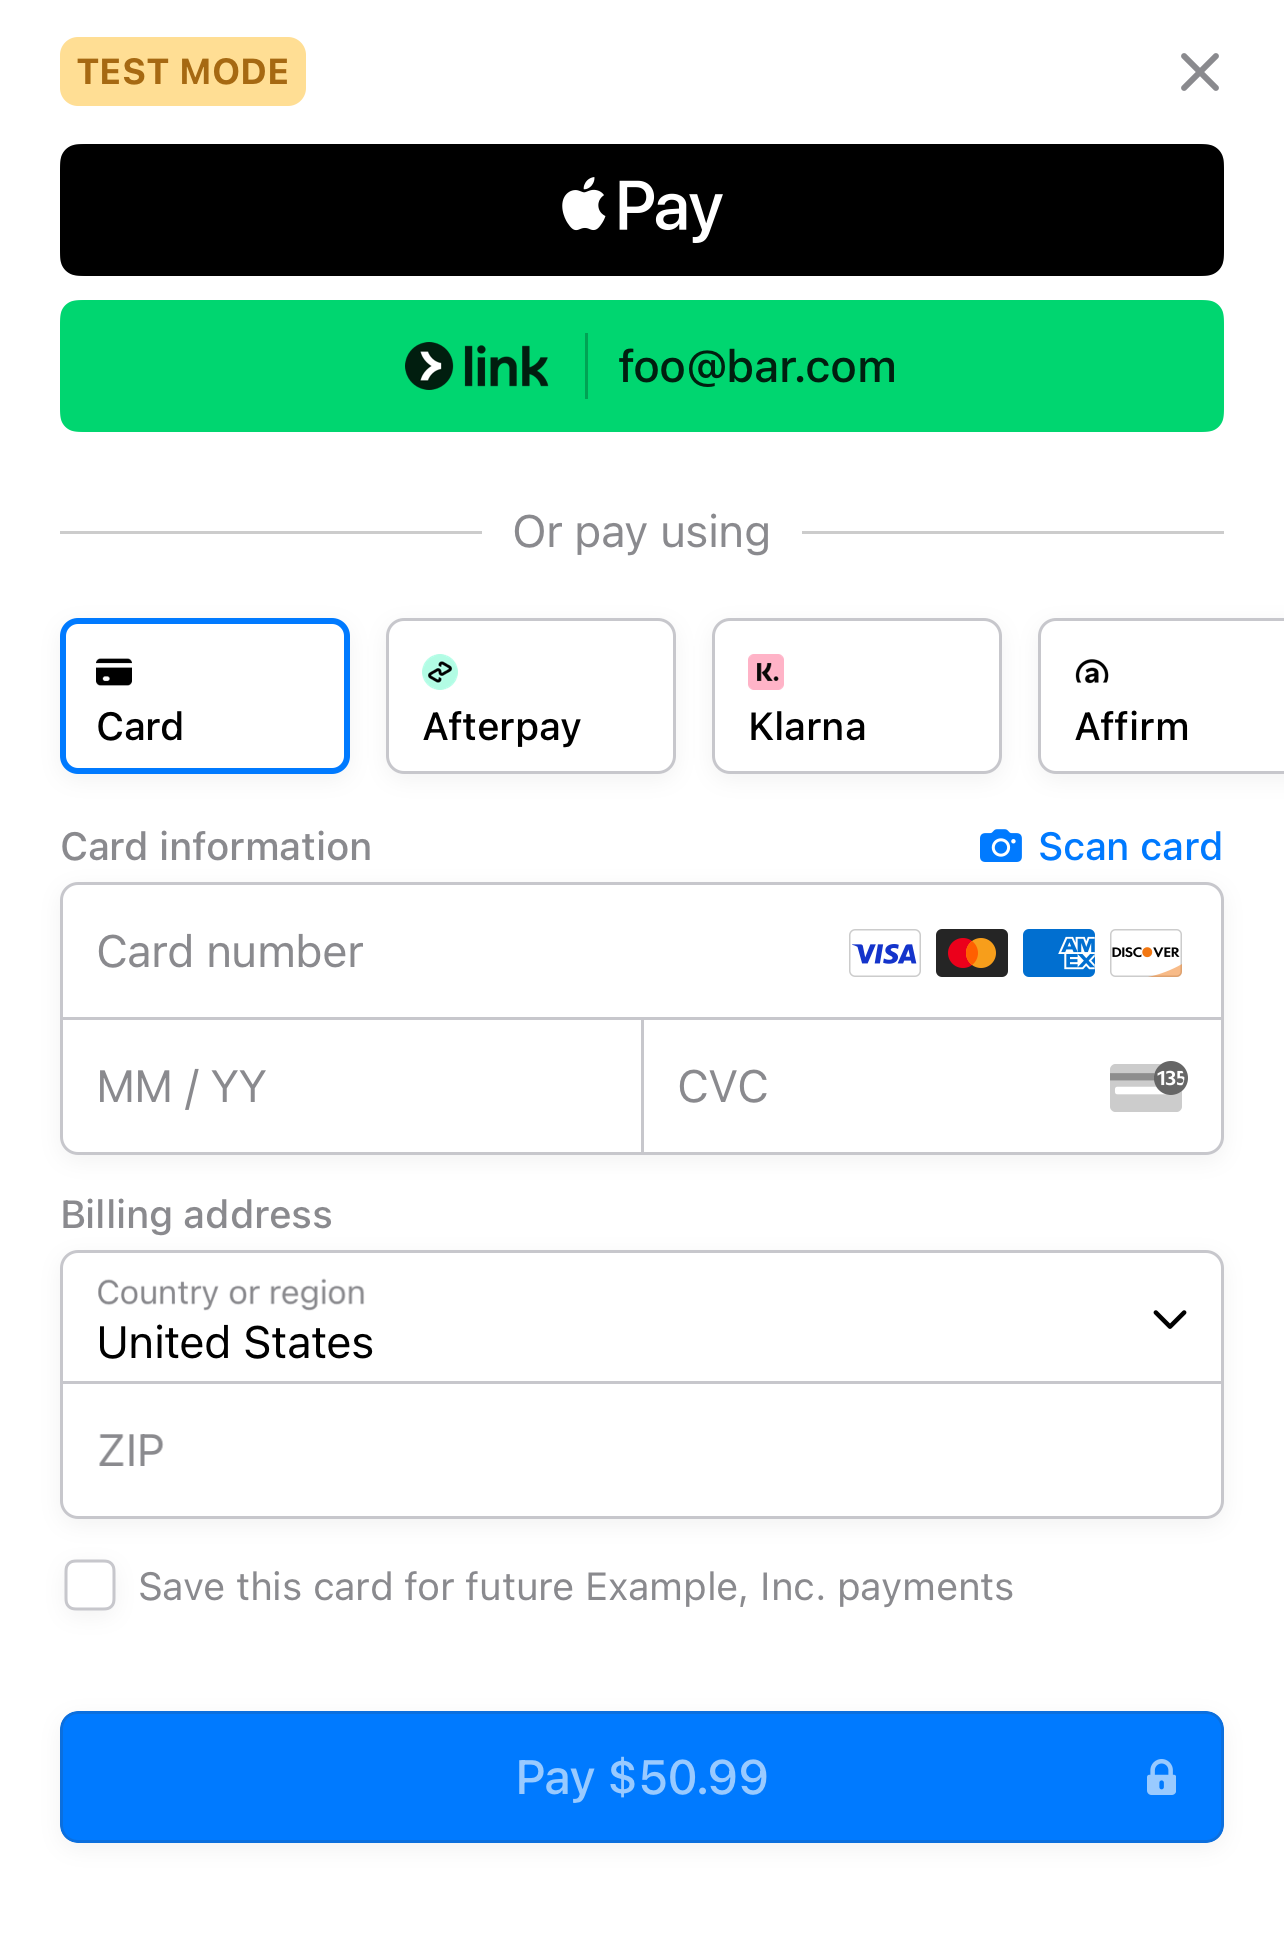 TEST MODE
Pay
link foo@bar.com
Or pay using
Card Afterpay Klarna Affirm
Card information Scan card
Card number VISA AMEX DISCOVER
MM / YY CVC 135
Billing address
Country or region
United States
ZIP
Save this card for future Example, Inc. payments
Pay $50.99